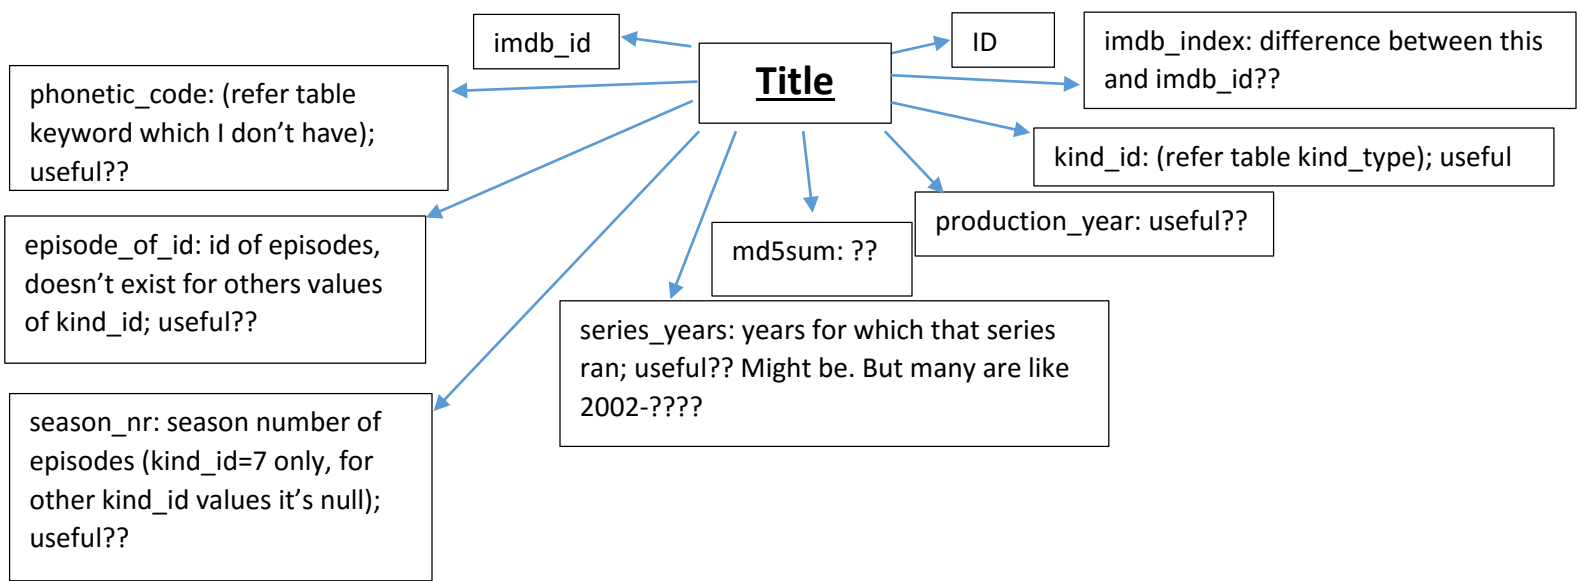 imdb_id
Title
ID
imdb_index: difference between this
and imdb_id??
phonetic_code: (refer table
keyword which I don’t have);
useful??
kind_id: (refer table kind_type); useful
production_year: useful??
md5sum: ??
episode_of_id: id of episodes,
doesn’t exist for others values
of kind_id; useful??
series_years: years for which that series
ran; useful?? Might be. But many are like
2002-????
season_nr: season number of
episodes (kind_id=7 only, for
other kind_id values it’s null);
useful??